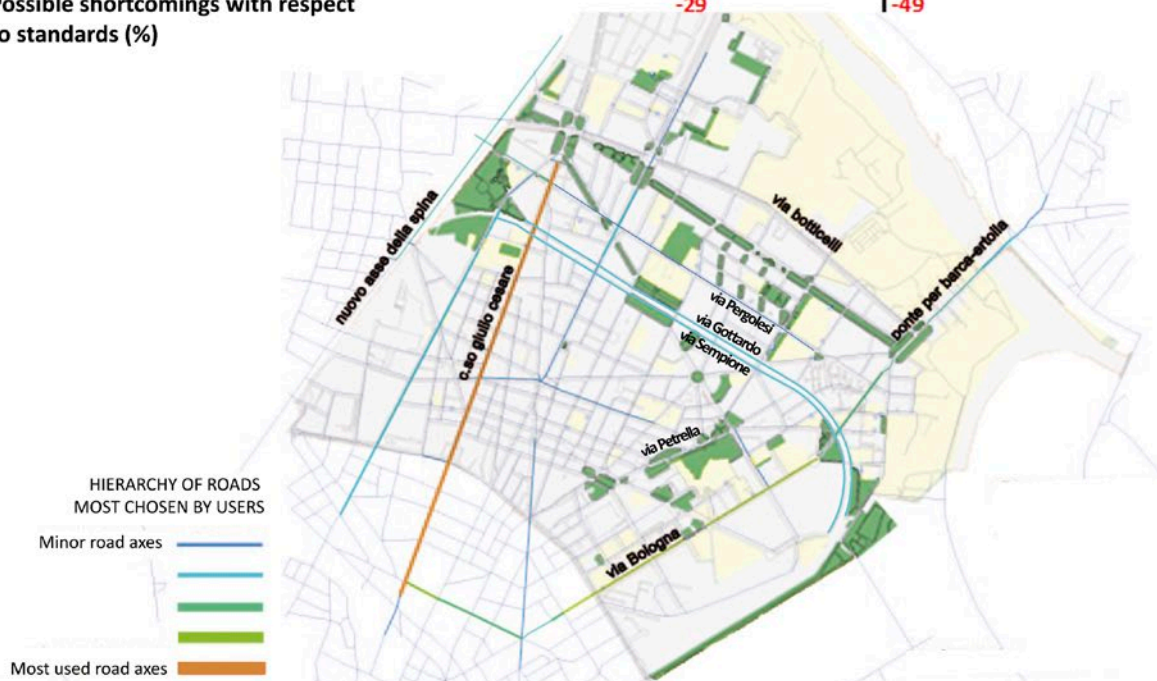 ossible shortcomings with respect
o standards (%)
-29
-49
nuovo asse della spina
c.so giulio cesare
via botticelli
ponte per barca-ertolla
via Pergolesi
via Gottardo
via Sempione
via Petrella
via Bologna
HIERARCHY OF ROADS
MOST CHOSEN BY USERS
Minor road axes
Most used road axes